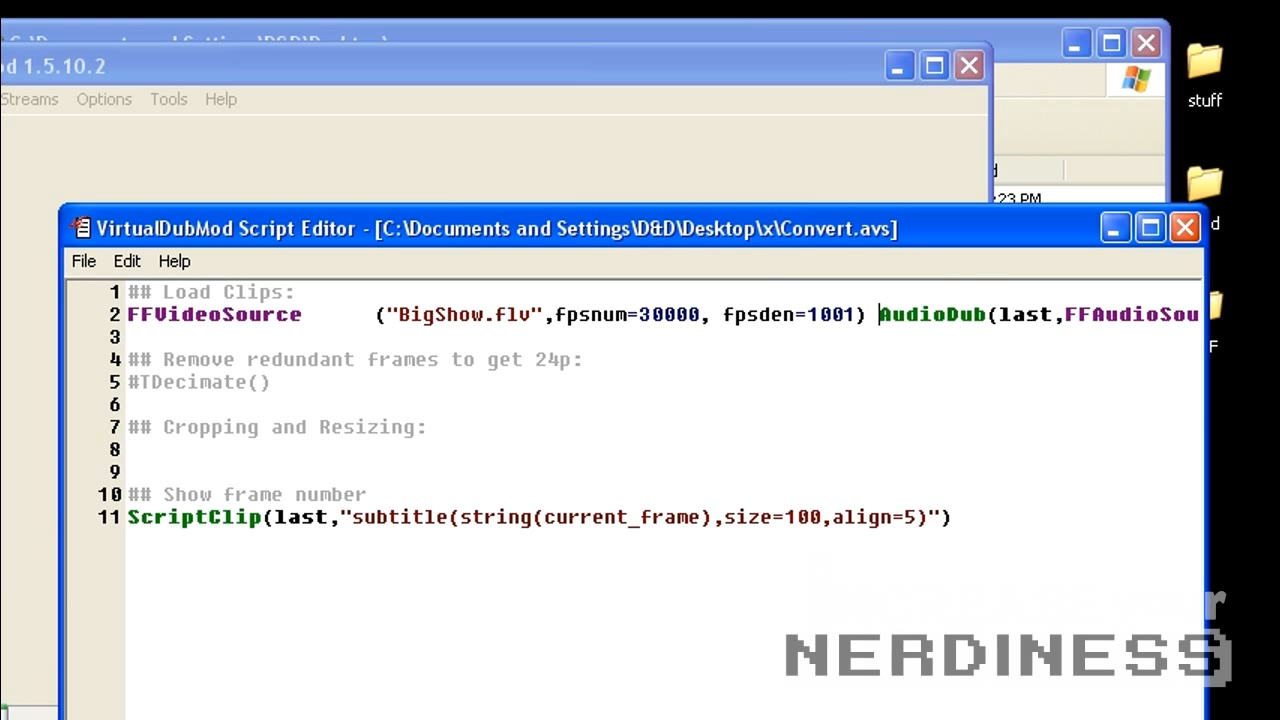 od 1.5.10.2
Streams Options Tools Help
stuff
:23 PM
VirtualDubMod Script Editor - [C:\Documents and Settings\D&D\Desktop\x\Convert.avs]
File Edit Help
1 ## Load Clips:
2 FFVideoSource ("BigShow.flv",fpsnum=30000, fpsden=1001) AudioDub(last,FFAudioSou
3
4 ## Remove redundant frames to get 24p:
5 #TDecimate()
6
7 ## Cropping and Resizing:
8
9
10 ## Show frame number
11 ScriptClip(last,"subtitle(string(current_frame),size=100,align=5)")
NERDINESS